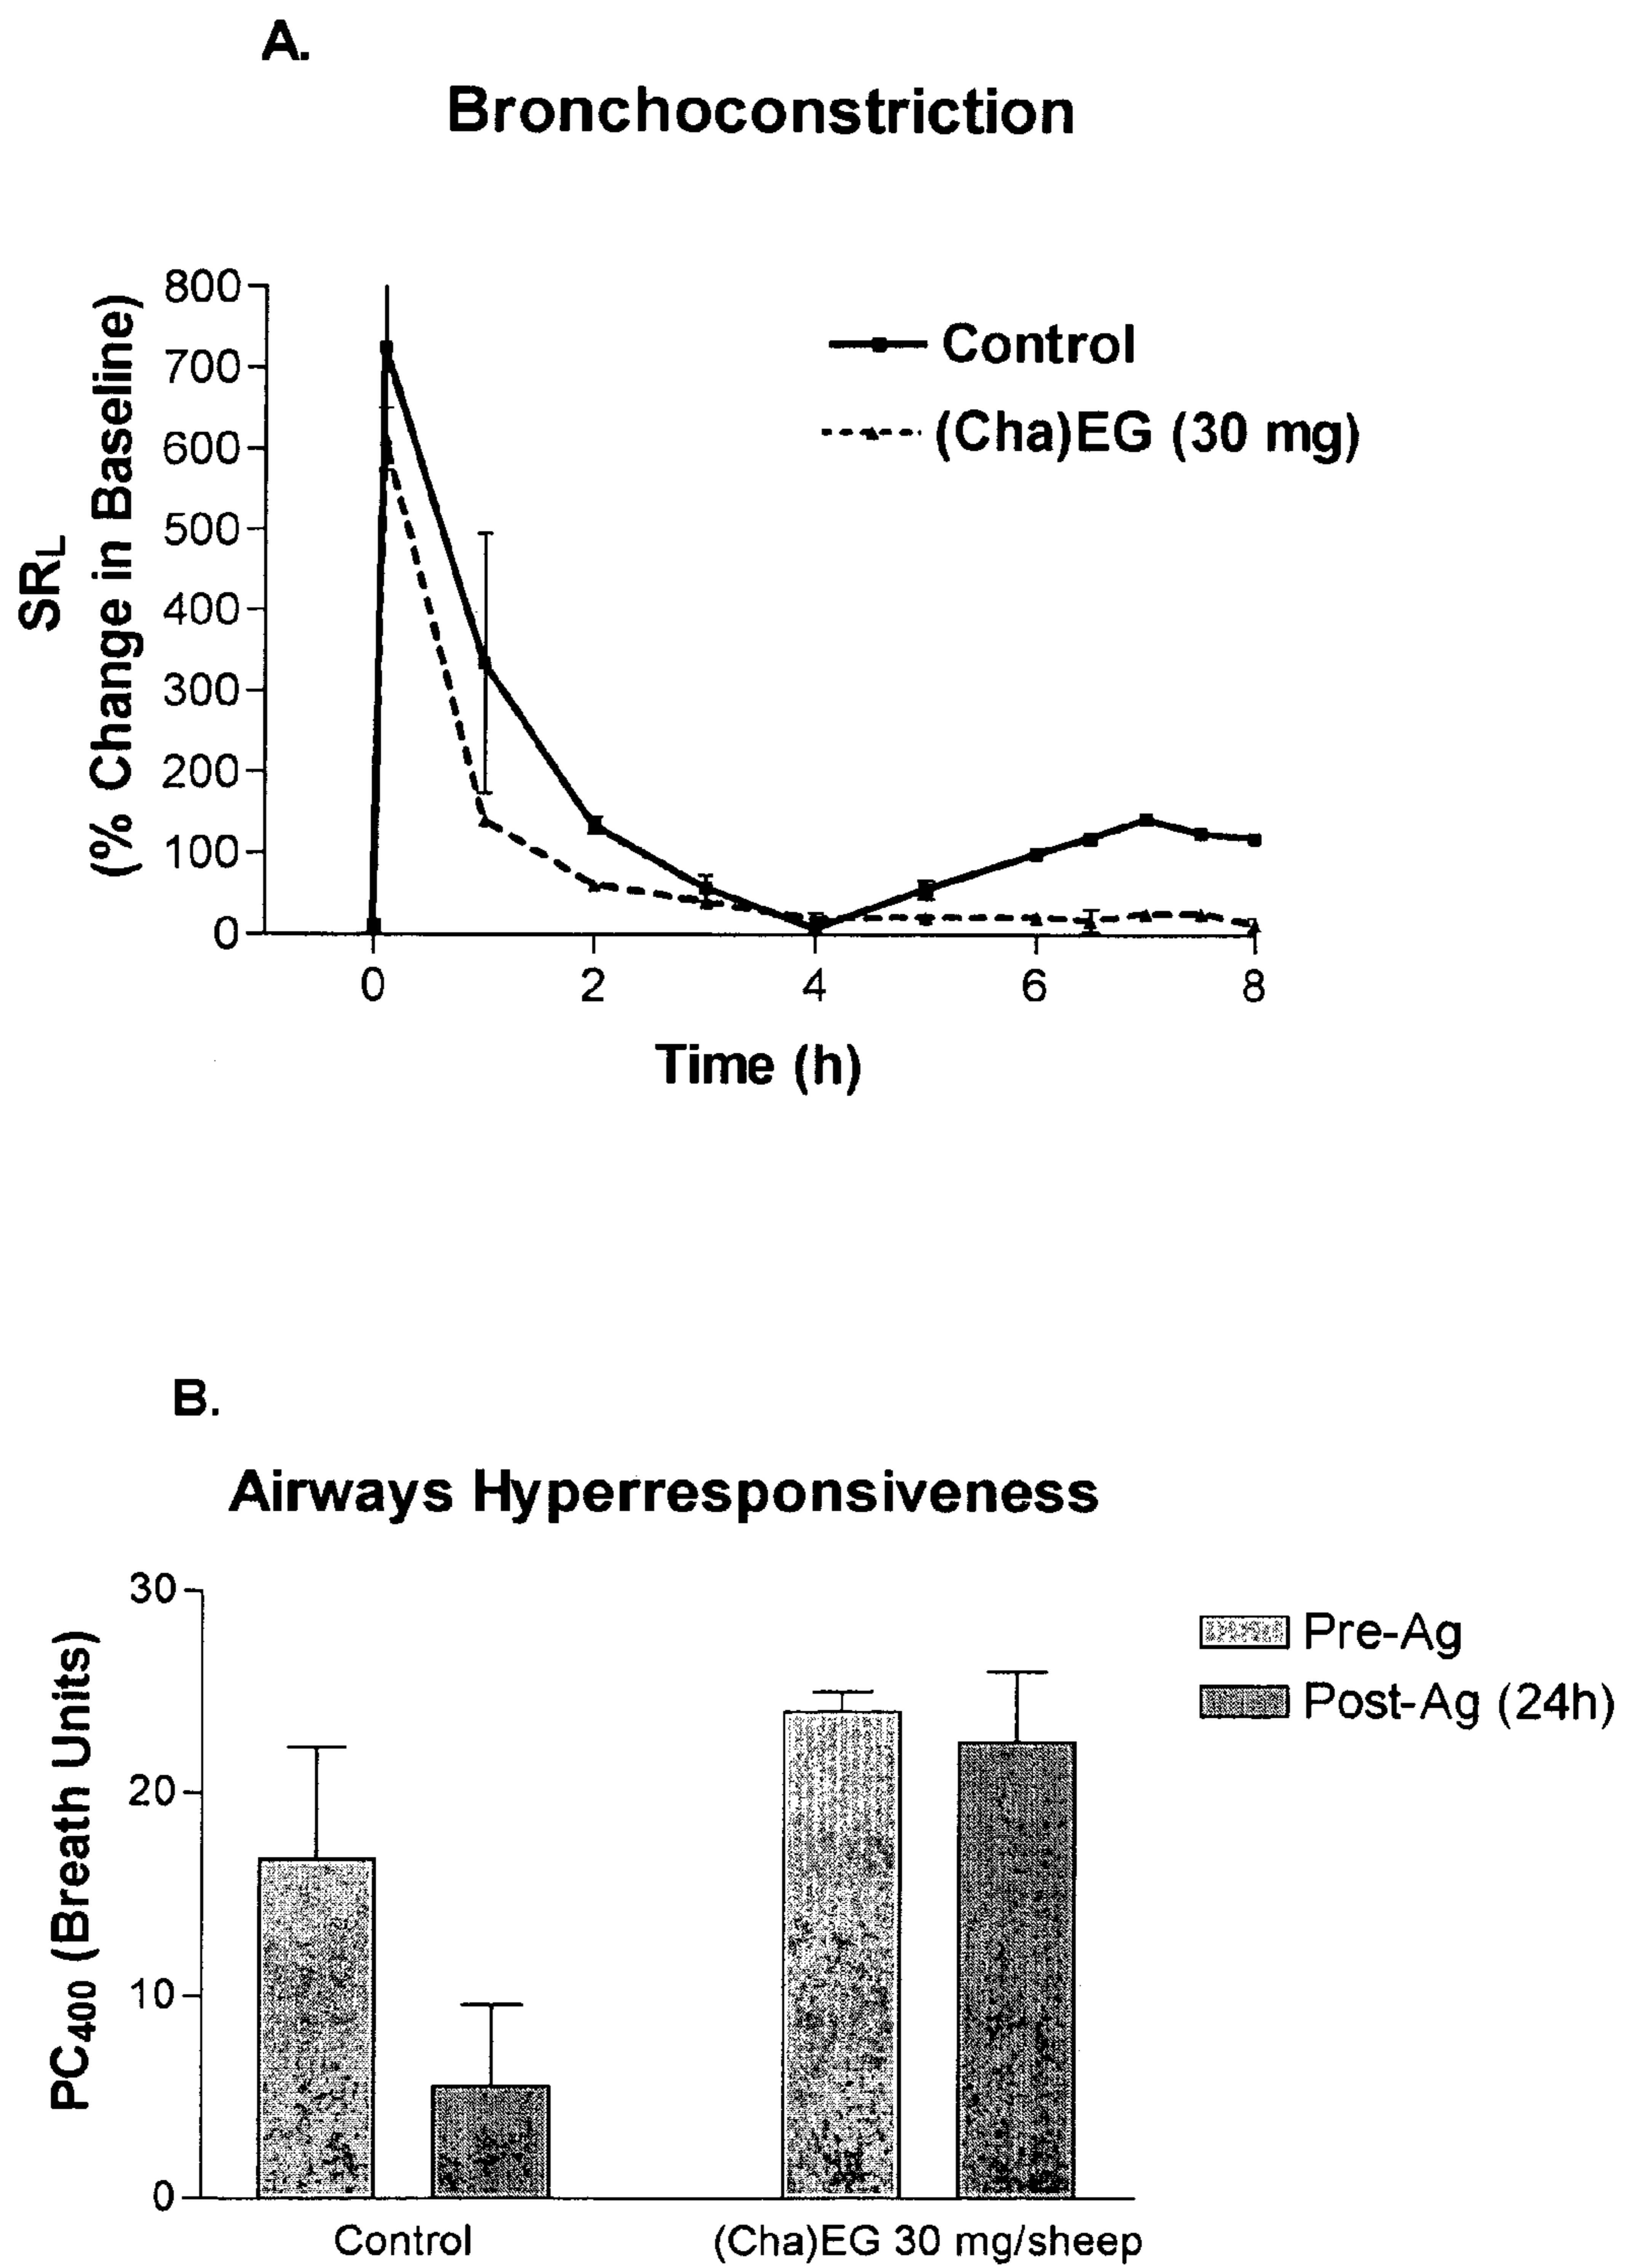 A.
Bronchoconstriction
SRL
(% Change in Baseline)
800
700
600
500
400
300
200
100
0
Control
(Cha)EG (30 mg)
0 2 4 6 8
Time (h)
B.
Airways Hyperresponsiveness
PC400 (Breath Units)
30
20
10
0
Pre-Ag
Post-Ag (24h)
Control (Cha)EG 30 mg/sheep